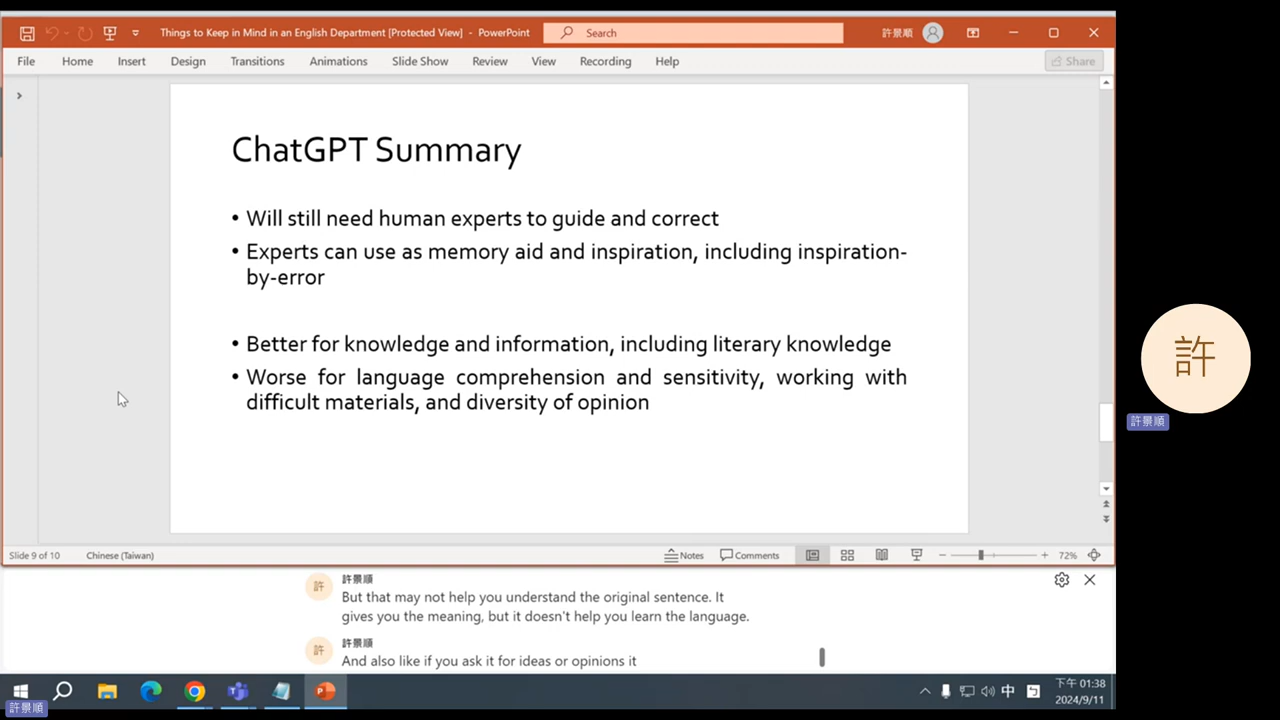 Things to Keep in Mind in an English Department [Protected View] - PowerPoint
Search
許景順
File Home Insert Design Transitions Animations Slide Show Review View Recording Help
Share
ChatGPT Summary
• Will still need human experts to guide and correct
• Experts can use as memory aid and inspiration, including inspiration-
by-error
• Better for knowledge and information, including literary knowledge
• Worse for language comprehension and sensitivity, working with
difficult materials, and diversity of opinion
許
許景順
Slide 9 of 10
Chinese (Taiwan)
Notes
Comments
72%
許
許景順
But that may not help you understand the original sentence. It
gives you the meaning, but it doesn't help you learn the language.
許
許景順
And also like if you ask it for ideas or opinions it
中
下午 01:38
2024/9/11
許景順